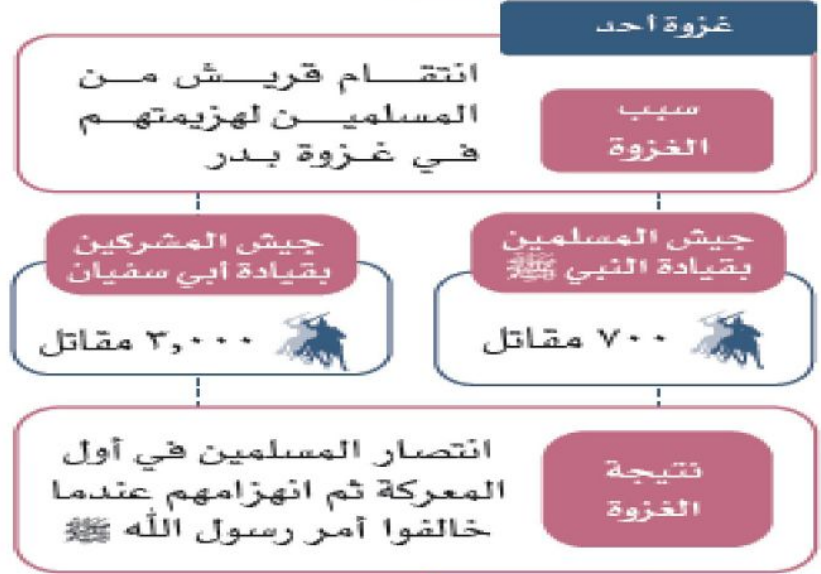 غزوة أحد
سبب
الغزوة
انتقام قريش من
المسلمين لهزيمتهم
في غزوة بدر
جيش المسلمين
بقيادة النبي ﷺ
٧٠٠ مقاتل
جيش المشركين
بقيادة أبي سفيان
٣,٠٠٠ مقاتل
نتيجة
الغزوة
انتصار المسلمين في أول
المعركة ثم انهزامهم عندما
خالفوا أمر رسول الله ﷺ